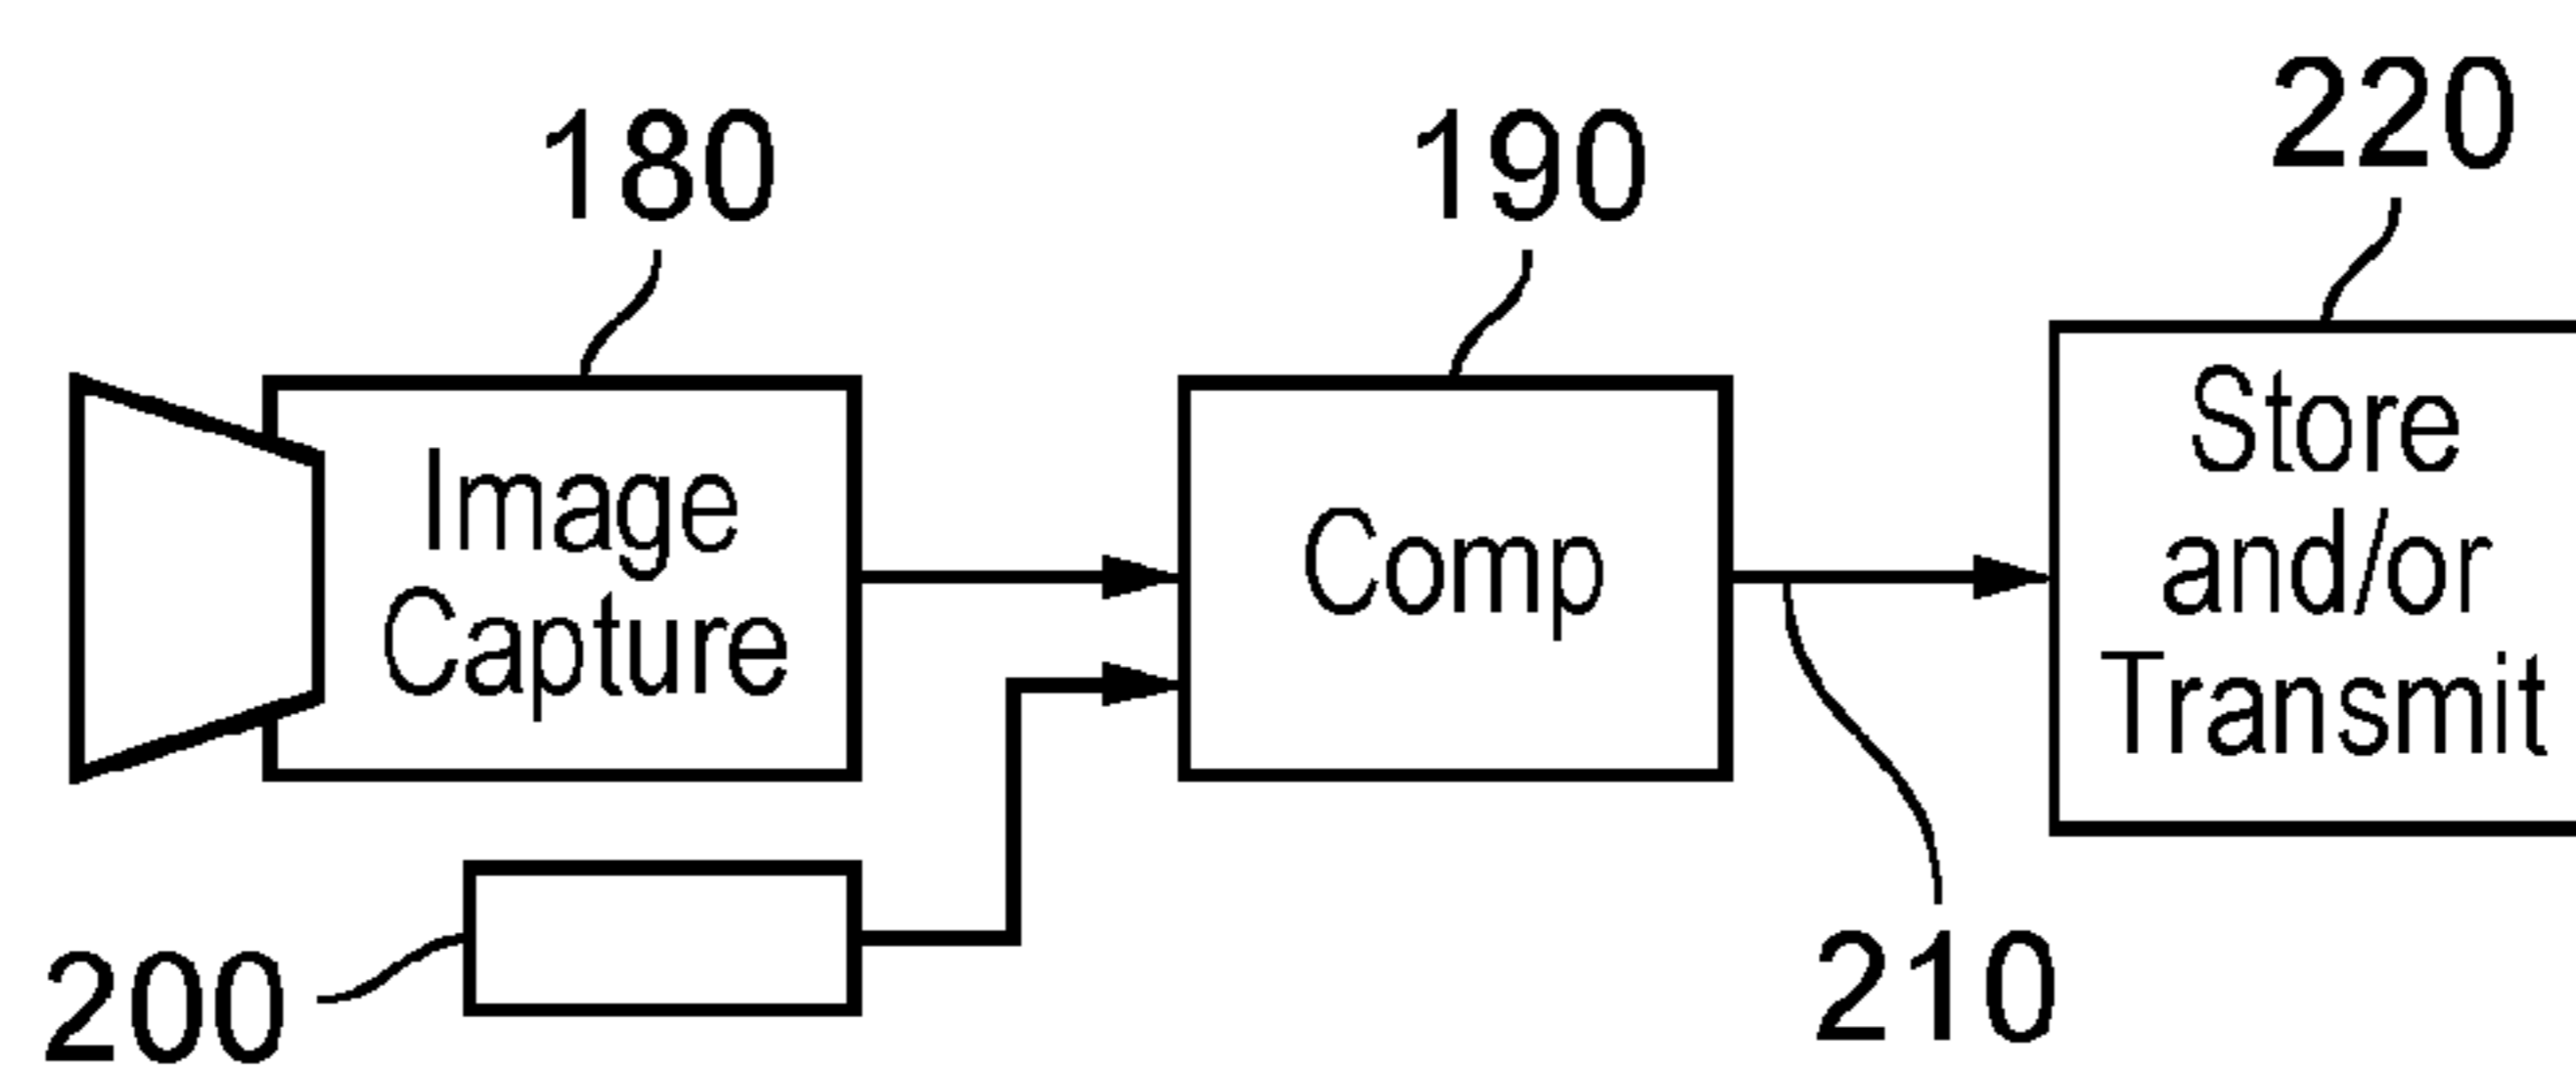 180
190
220
Image
Capture
Comp
Store
and/or
Transmit
200
210